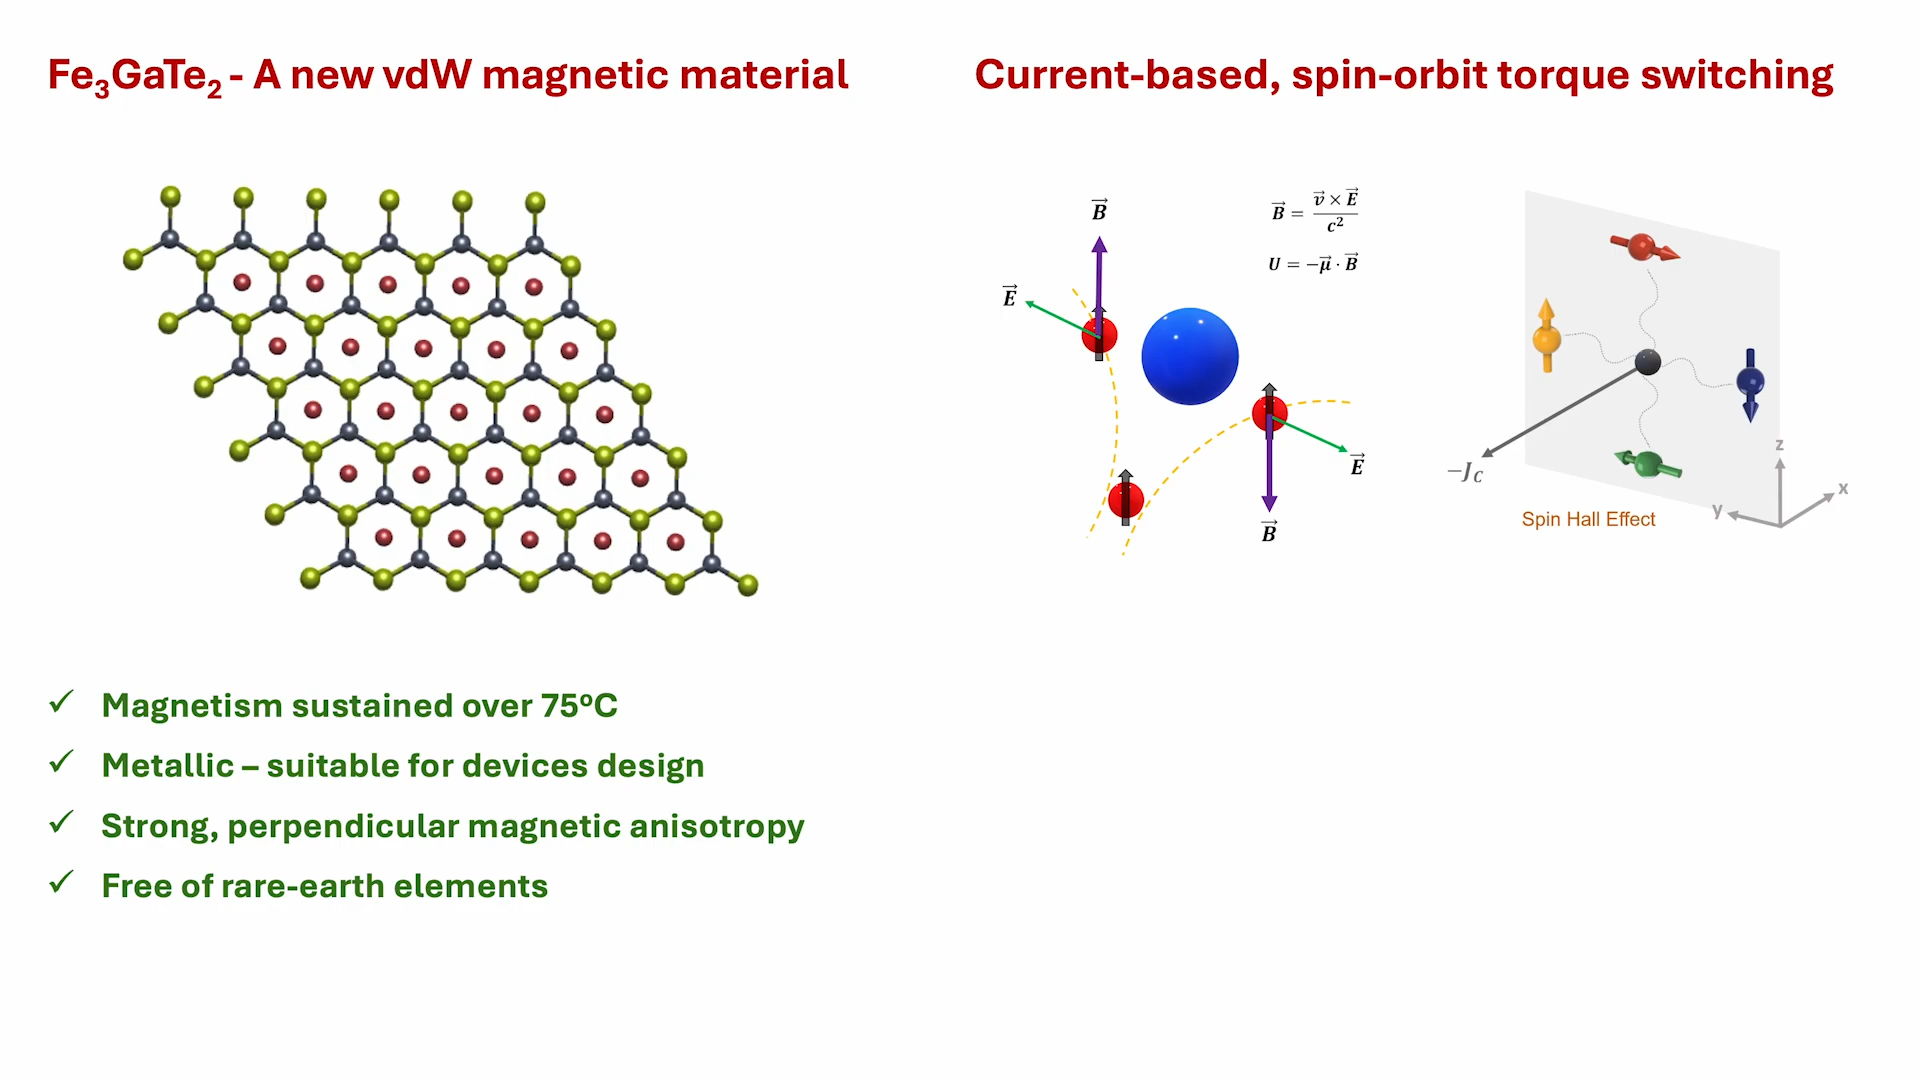 Fe₃GaTe₂ - A new vdW magnetic material
✓ Magnetism sustained over 75ºC
✓ Metallic – suitable for devices design
✓ Strong, perpendicular magnetic anisotropy
✓ Free of rare-earth elements
Current-based, spin-orbit torque switching
B⃗
E⃗
B⃗ = v⃗ × E⃗ / c²
U = −μ⃗ · B⃗
E⃗
B⃗
−J_C
Spin Hall Effect
z
x
y